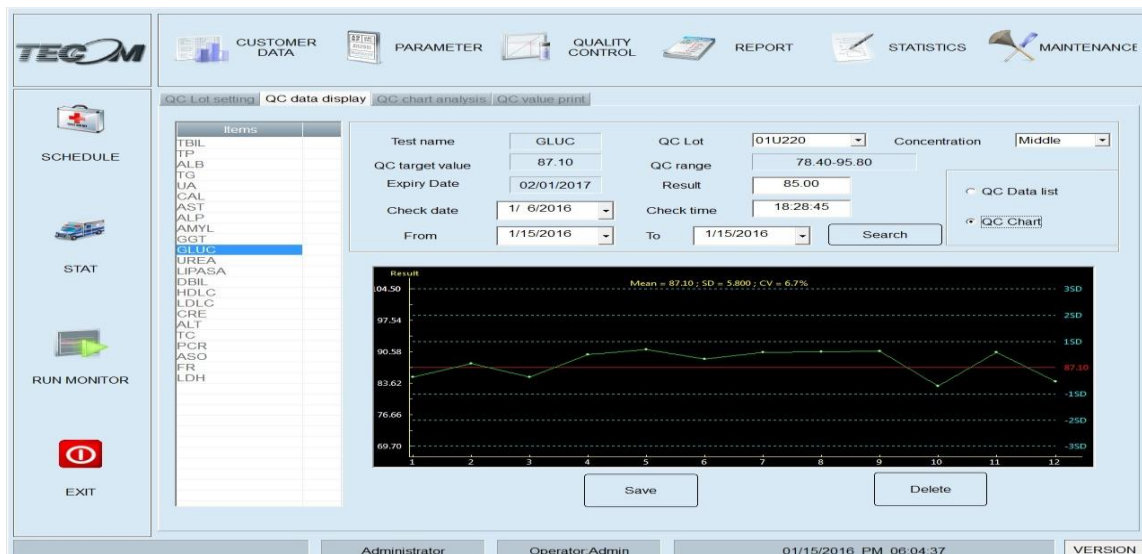 TECOM
CUSTOMER DATA
PARAMETER
QUALITY CONTROL
REPORT
STATISTICS
MAINTENANCE
SCHEDULE
STAT
RUN MONITOR
EXIT
QC Lot setting QC data display QC chart analysis QC value print
Items
TBIL
TP
ALB
TG
UA
CAL
AST
ALP
AMYL
GGT
GLUC
UREA
LIPASA
DBIL
HDLC
LDLC
CRE
ALT
TC
PCR
ASO
FR
LDH
Test name GLUC QC Lot 01U220 Concentration Middle
QC target value 87.10 QC range 78.40-95.80
Expiry Date 02/01/2017 Result 85.00
QC Data list
Check date 1/ 6/2016 Check time 18:28:45
QC Chart
From 1/15/2016 To 1/15/2016 Search
Result
Mean = 87.10 ; SD = 5.800 ; CV = 6.7%
104.50 3SD
2SD
97.54
1SD
90.58
87.10
83.62
-1SD
76.66
-2SD
69.70 -3SD
1 2 3 4 5 6 7 8 9 10 11 12
Save Delete
Administrator Operator:Admin 01/15/2016 PM 06:04:37 VERSION